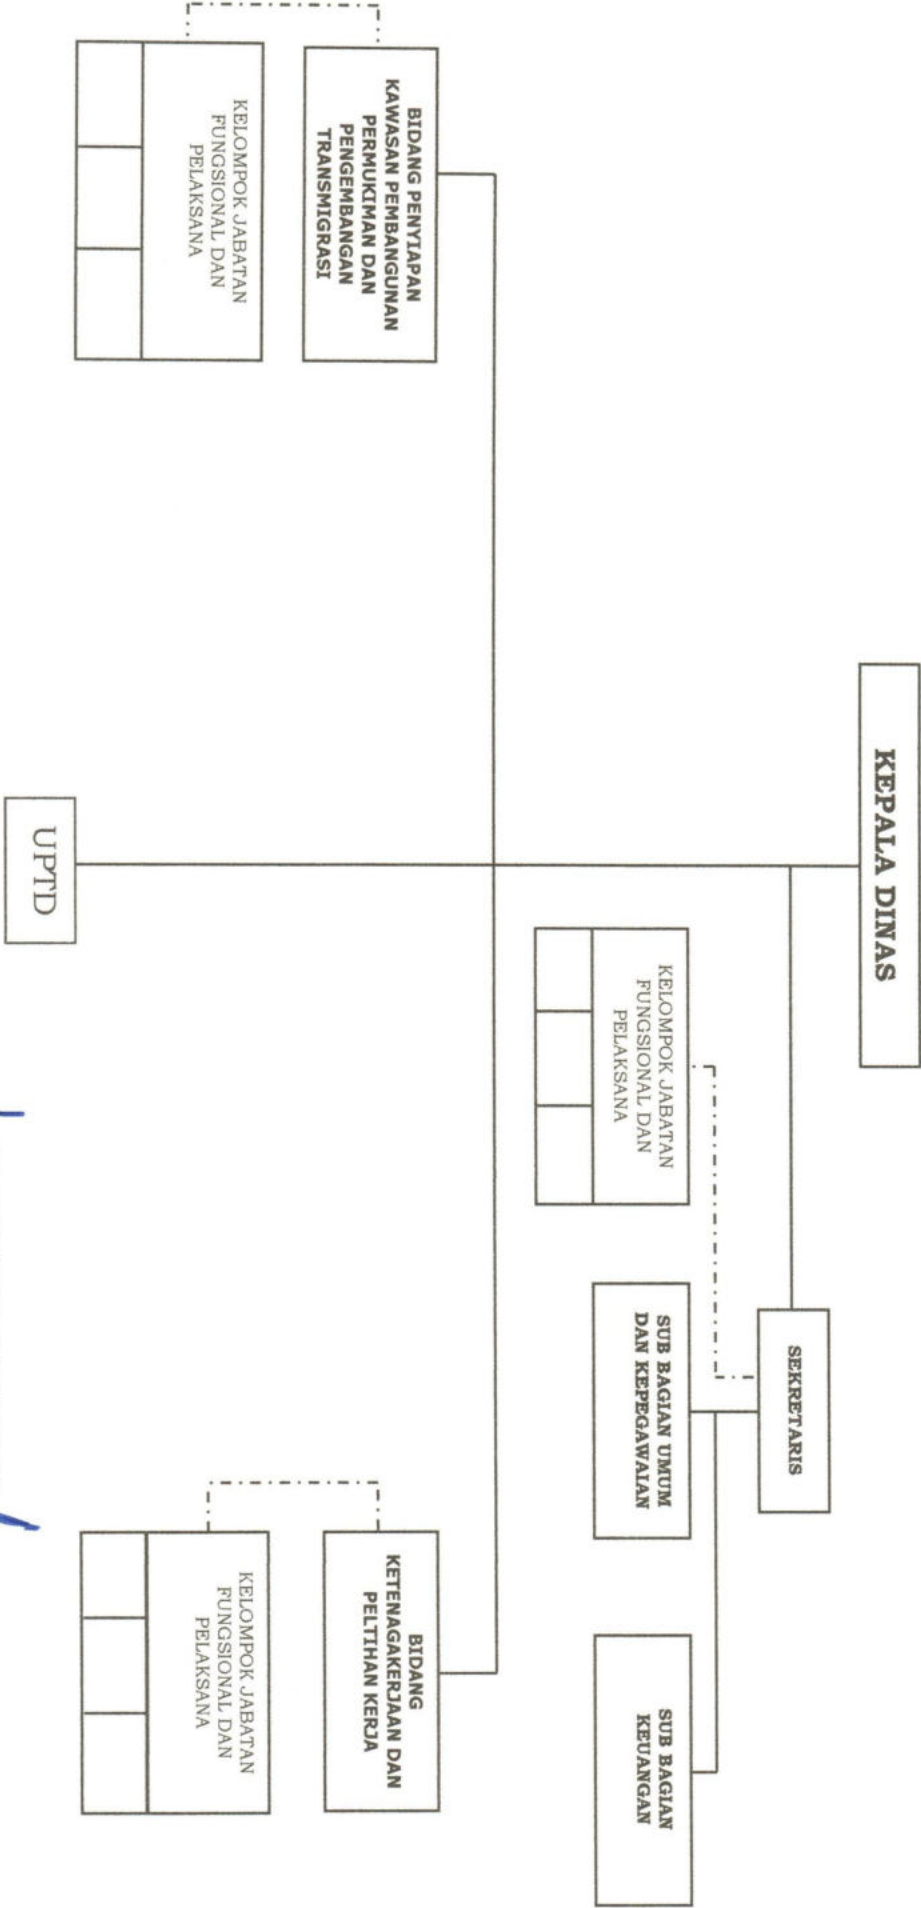 KEPALA DINAS
SEKRETARIS
KELOMPOK JABATAN
FUNGSIONAL DAN
PELAKSANA
SUB BAGIAN UMUM
DAN KEPEGAWAIAN
SUB BAGIAN
KEUANGAN
BIDANG PENYIAPAN
KAWASAN PEMBANGUNAN
PERMUKIMAN DAN
PENGEMBANGAN
TRANSMIGRASI
BIDANG
KETENAGAKERJAAN DAN
PELTIHAN KERJA
KELOMPOK JABATAN
FUNGSIONAL DAN
PELAKSANA
KELOMPOK JABATAN
FUNGSIONAL DAN
PELAKSANA
UPTD